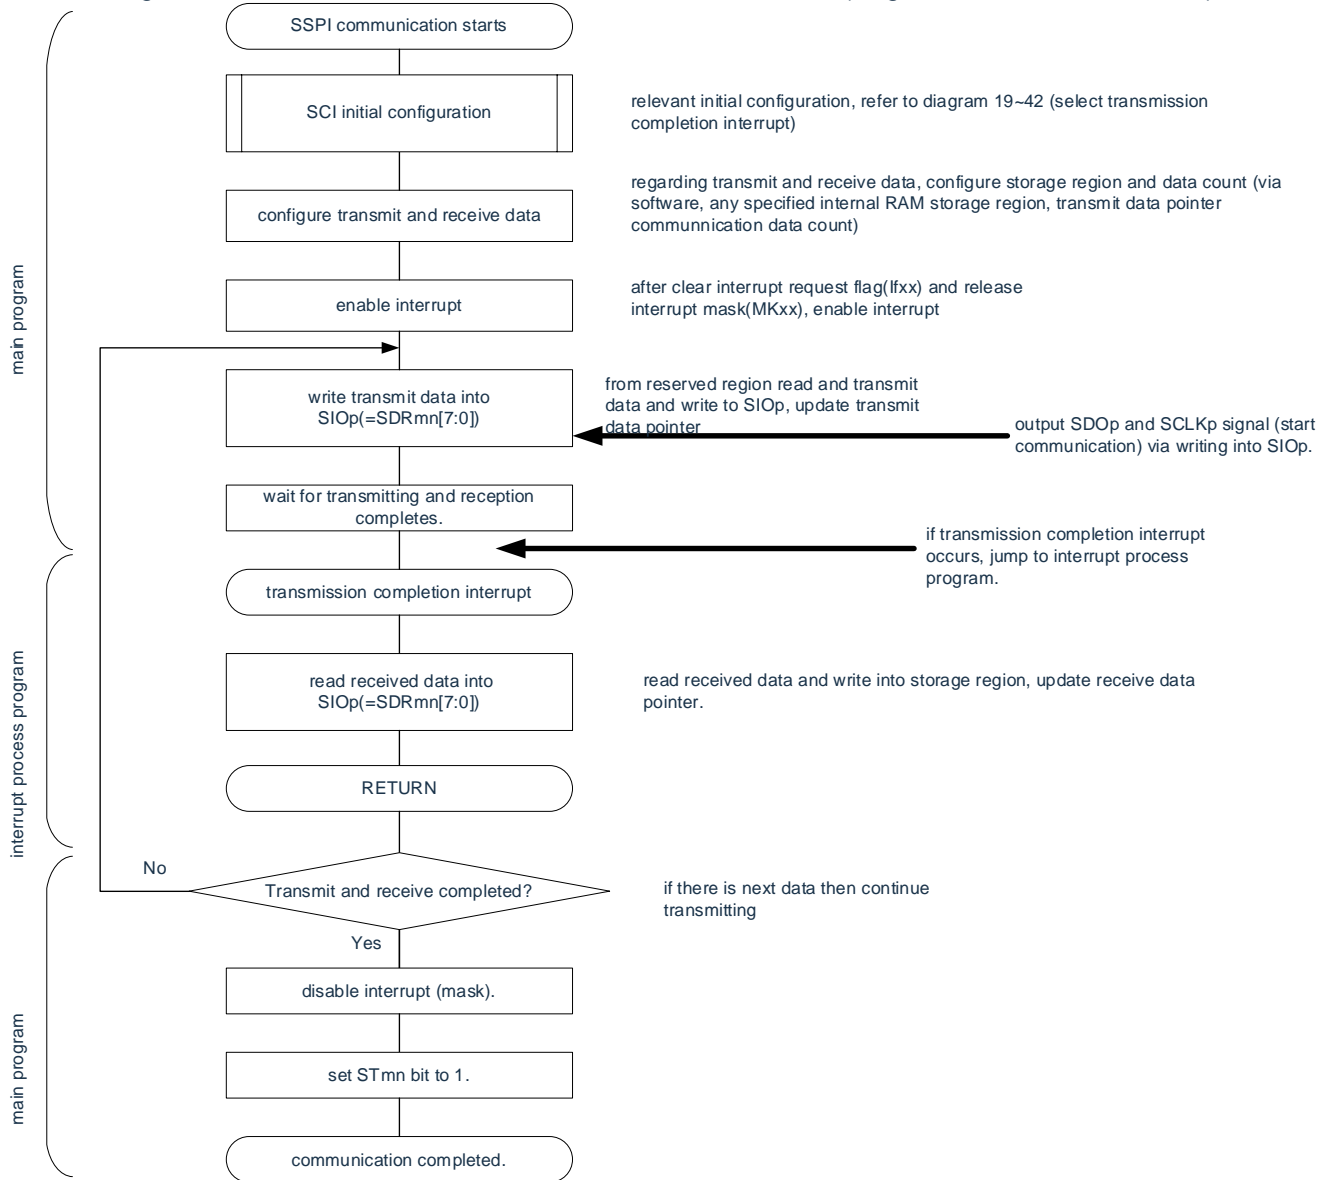 SSPI communication starts
SCI initial configuration
relevant initial configuration, refer to diagram 19~42 (select transmission
completion interrupt)
configure transmit and receive data
regarding transmit and receive data, configure storage region and data count (via
software, any specified internal RAM storage region, transmit data pointer
communnication data count)
main program
enable interrupt
after clear interrupt request flag(Ifxx) and release
interrupt mask(MKxx), enable interrupt
write transmit data into
SIOp(=SDRmn[7:0])
from reserved region read and transmit
data and write to SIOp, update transmit
data pointer
output SDOp and SCLKp signal (start
communication) via writing into SIOp.
wait for transmitting and reception
completes.
if transmission completion interrupt
occurs, jump to interrupt process
program.
transmission completion interrupt
interrupt process program
read received data into
SIOp(=SDRmn[7:0])
read received data and write into storage region, update receive data
pointer.
RETURN
No
Transmit and receive completed?
if there is next data then continue
transmitting
Yes
main program
disable interrupt (mask).
set STmn bit to 1.
communication completed.